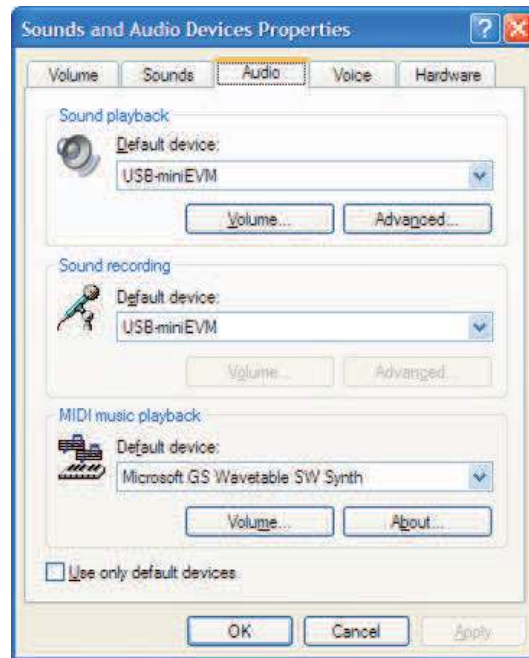 Sounds and Audio Devices Properties
Volume Sounds Audio Voice Hardware
Sound playback
Default device:
USB-miniEVM
Volume... Advanced...
Sound recording
Default device:
USB-miniEVM
Volume... Advanced...
MIDI music playback
Default device:
Microsoft GS Wavetable SW Synth
Volume... About...
Use only default devices
OK Cancel Apply